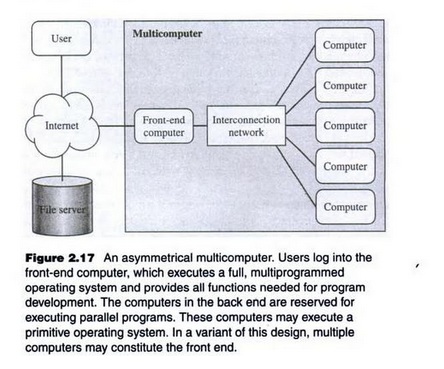 Multicomputer
User
Computer
Computer
Internet
Front-end
computer
Interconnection
network
Computer
Computer
File server
Computer
Figure 2.17 An asymmetrical multicomputer. Users log into the
front-end computer, which executes a full, multiprogrammed
operating system and provides all functions needed for program
development. The computers in the back end are reserved for
executing parallel programs. These computers may execute a
primitive operating system. In a variant of this design, multiple
computers may constitute the front end.